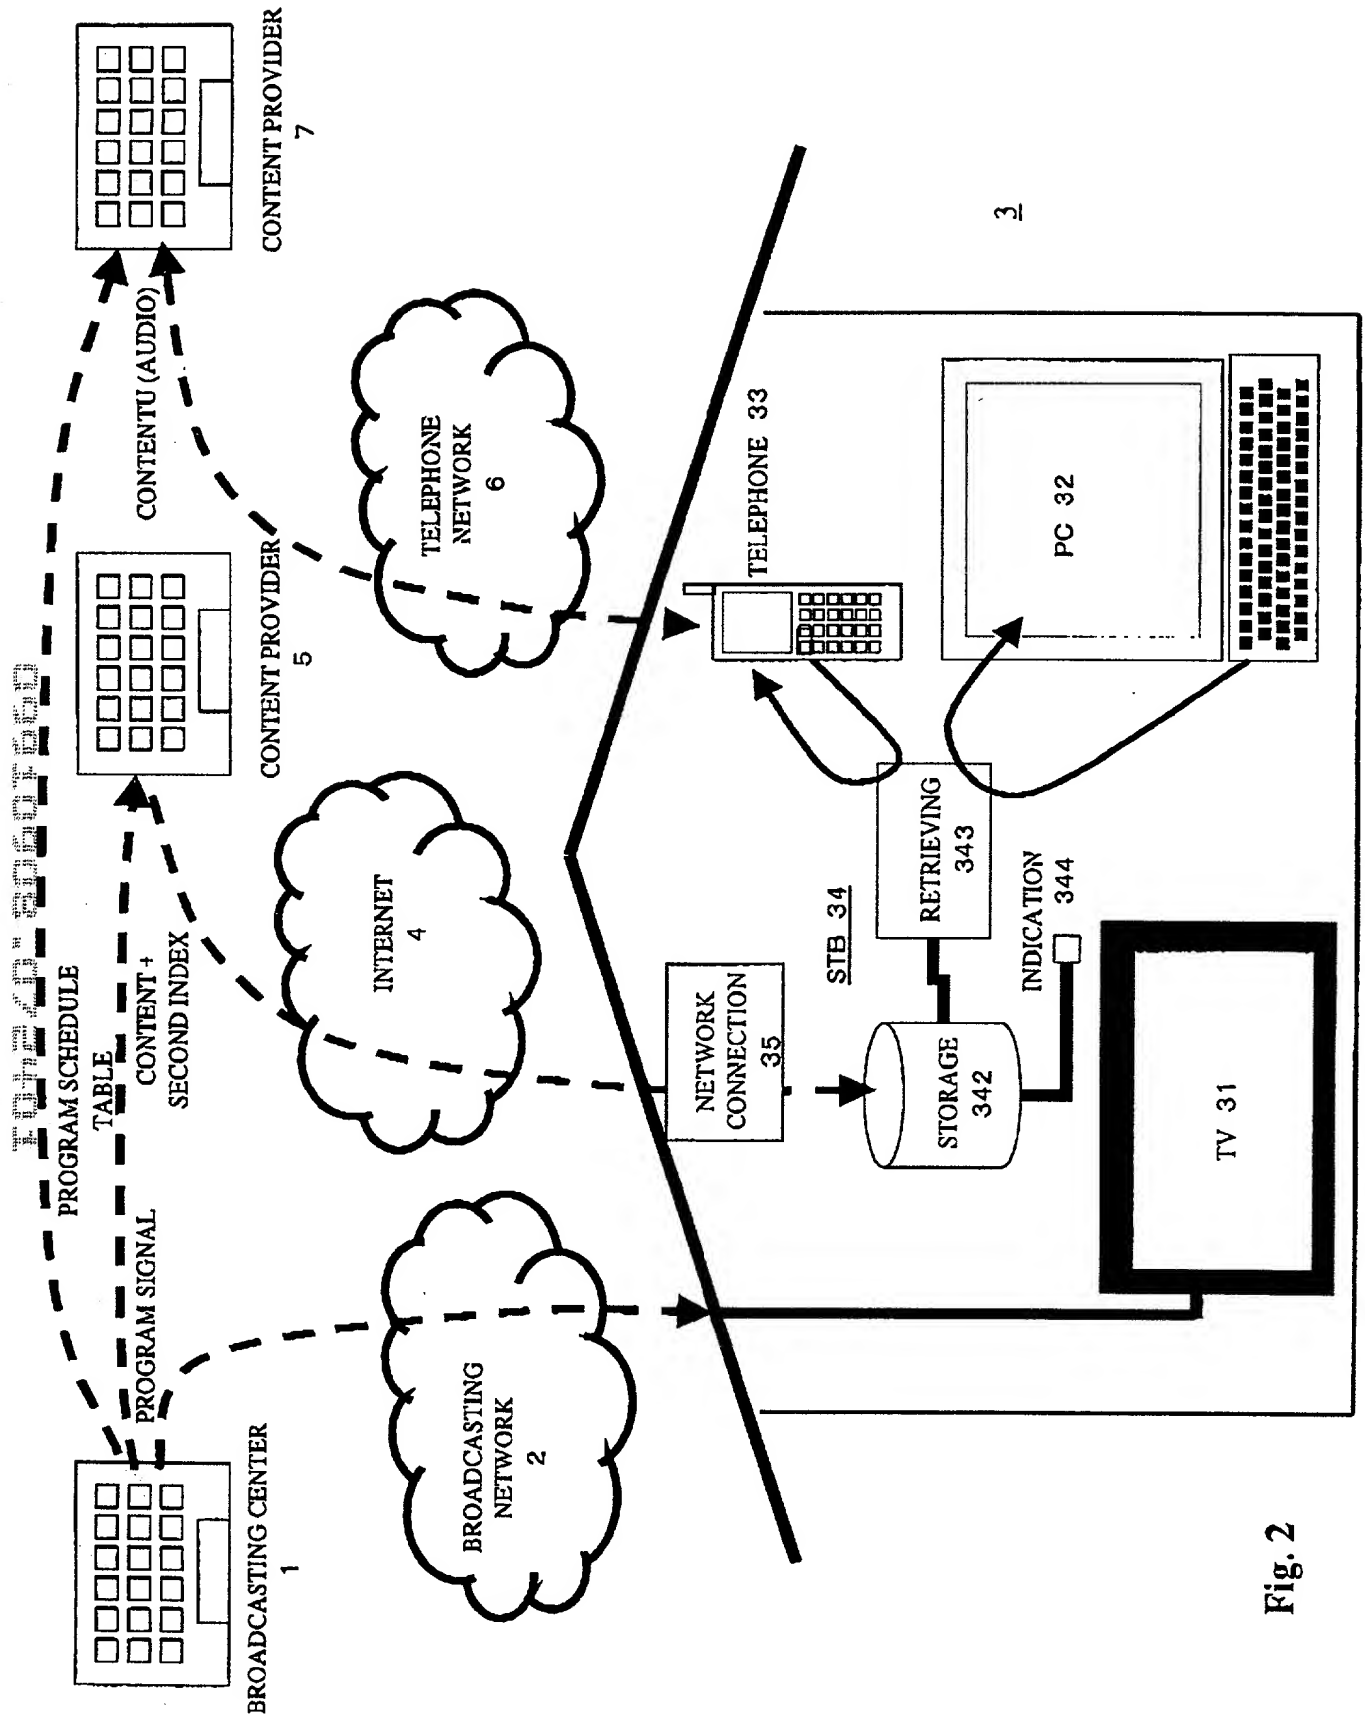 BROADCASTING CENTER
1
PROGRAM SCHEDULE
TABLE
PROGRAM SIGNAL
CONTENT +
SECOND INDEX
CONTENT PROVIDER
5
CONTENTU (AUDIO)
CONTENT PROVIDER
7
BROADCASTING
NETWORK
2
INTERNET
4
TELEPHONE
NETWORK
6
3
NETWORK
CONNECTION
35
STB 34
STORAGE
342
RETRIEVING
343
INDICATION
344
TELEPHONE 33
PC 32
TV 31
Fig. 2